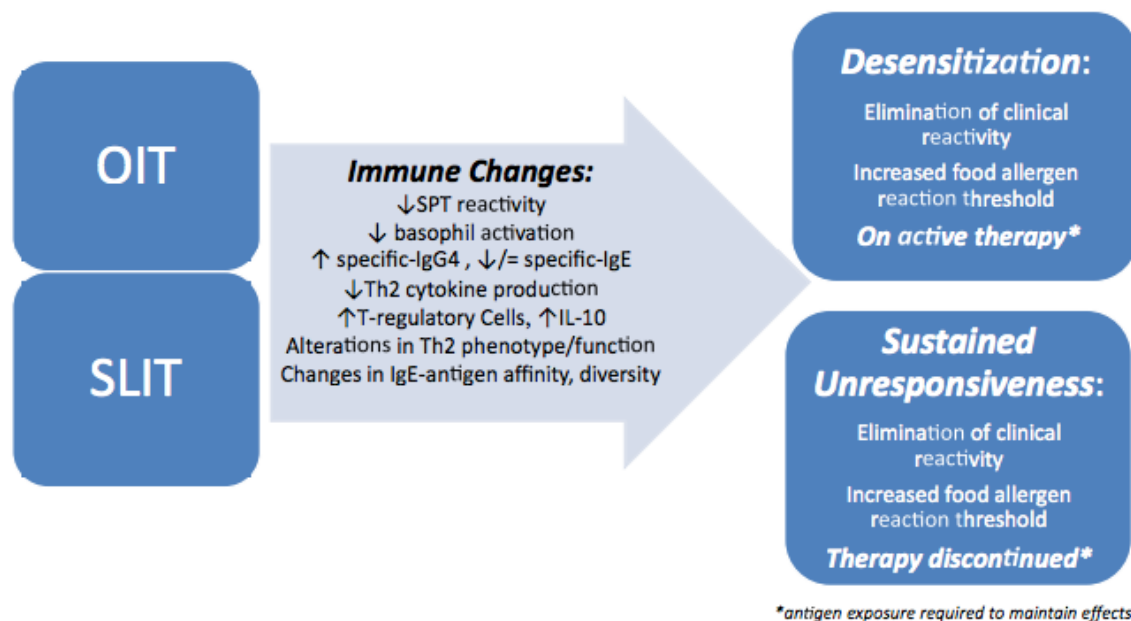 OIT
SLIT
Immune Changes:
↓SPT reactivity
↓ basophil activation
↑ specific-IgG4 , ↓/= specific-IgE
↓Th2 cytokine production
↑T-regulatory Cells, ↑IL-10
Alterations in Th2 phenotype/function
Changes in IgE-antigen affinity, diversity
Desensitization:
Elimination of clinical
reactivity
Increased food allergen
reaction threshold
On active therapy*
Sustained
Unresponsiveness:
Elimination of clinical
reactivity
Increased food allergen
reaction threshold
Therapy discontinued*
*antigen exposure required to maintain effects